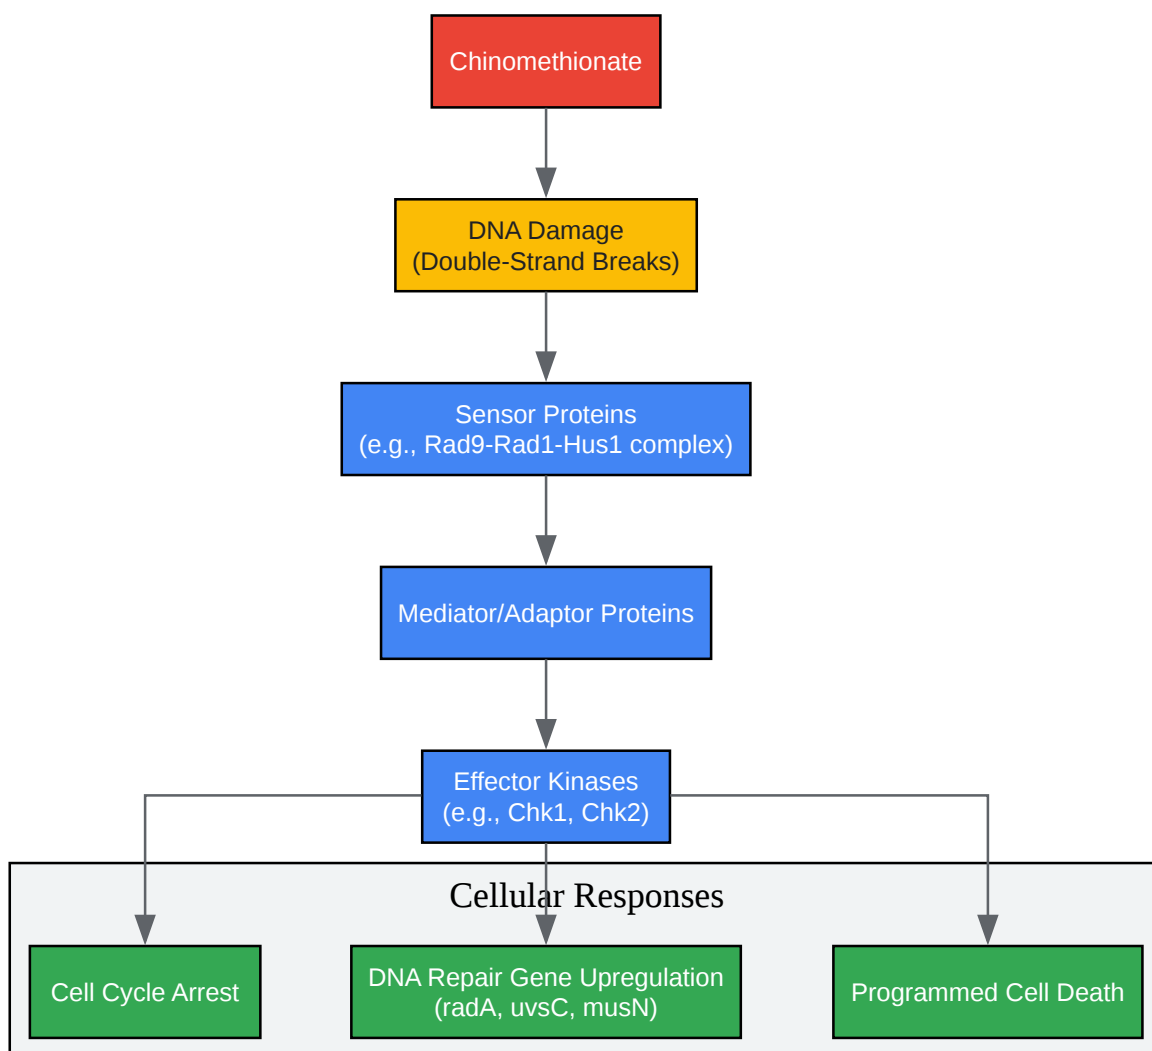 Chinomethionate
DNA Damage
(Double-Strand Breaks)
Sensor Proteins
(e.g., Rad9-Rad1-Hus1 complex)
Mediator/Adaptor Proteins
Effector Kinases
(e.g., Chk1, Chk2)
Cellular Responses
Cell Cycle Arrest
DNA Repair Gene Upregulation
(radA, uvsC, musN)
Programmed Cell Death